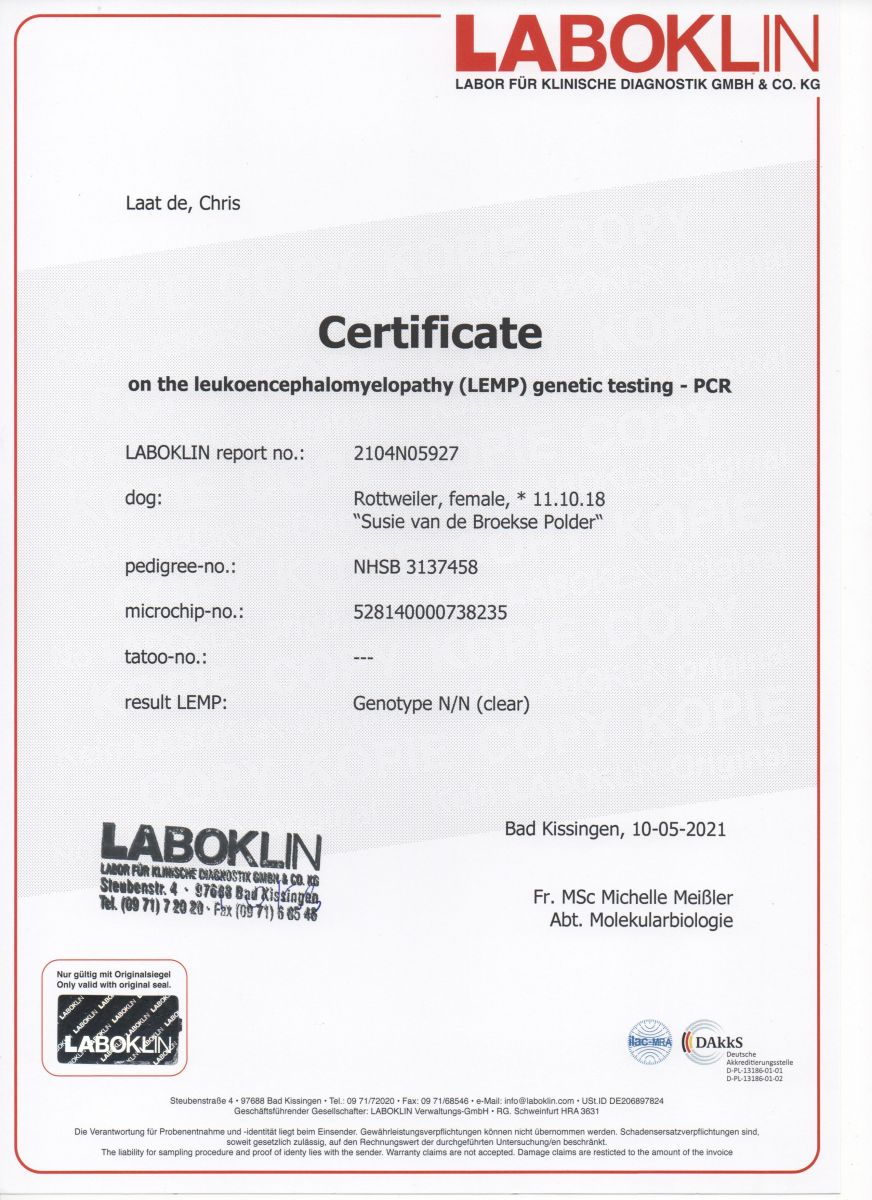 LABOKLIN
LABOR FÜR KLINISCHE DIAGNOSTIK GMBH & CO. KG
Laat de, Chris
Certificate
on the leukoencephalomyelopathy (LEMP) genetic testing - PCR
LABOKLIN report no.: 2104N05927
dog: Rottweiler, female, * 11.10.18
“Susie van de Broekse Polder“
pedigree-no.: NHSB 3137458
microchip-no.: 528140000738235
tatoo-no.: ---
result LEMP: Genotype N/N (clear)
Bad Kissingen, 10-05-2021
LABOKLIN
LABOR FÜR KLINISCHE DIAGNOSTIK GMBH & CO. KG
Steubenstr. 4 · 97688 Bad Kissingen
Tel. (09 71) 7 20 20 · Fax (09 71) 6 85 46
Fr. MSc Michelle Meißler
Abt. Molekularbiologie
Nur gültig mit Originalsiegel
Only valid with original seal.
LABOKLIN
ilac-MRA
DAkkS
Deutsche
Akkreditierungsstelle
D-PL-13186-01-01
D-PL-13186-01-02
Steubenstraße 4 • 97688 Bad Kissingen • Tel.: 09 71/72020 • Fax: 09 71/68546 • e-Mail: info@laboklin.com • USt.ID DE206897824
Geschäftsführender Gesellschafter: LABOKLIN Verwaltungs-GmbH • RG. Schweinfurt HRA 3631
Die Verantwortung für Probenentnahme und -identität liegt beim Einsender. Gewährleistungsverpflichtungen können nicht übernommen werden. Schadensersatzverpflichtungen sind,
soweit gesetzlich zulässig, auf den Rechnungswert der durchgeführten Untersuchung/en beschränkt.
The liability for sampling procedure and proof of identy lies with the sender. Warranty claims are not accepted. Damage claims are resticted to the amount of the invoice